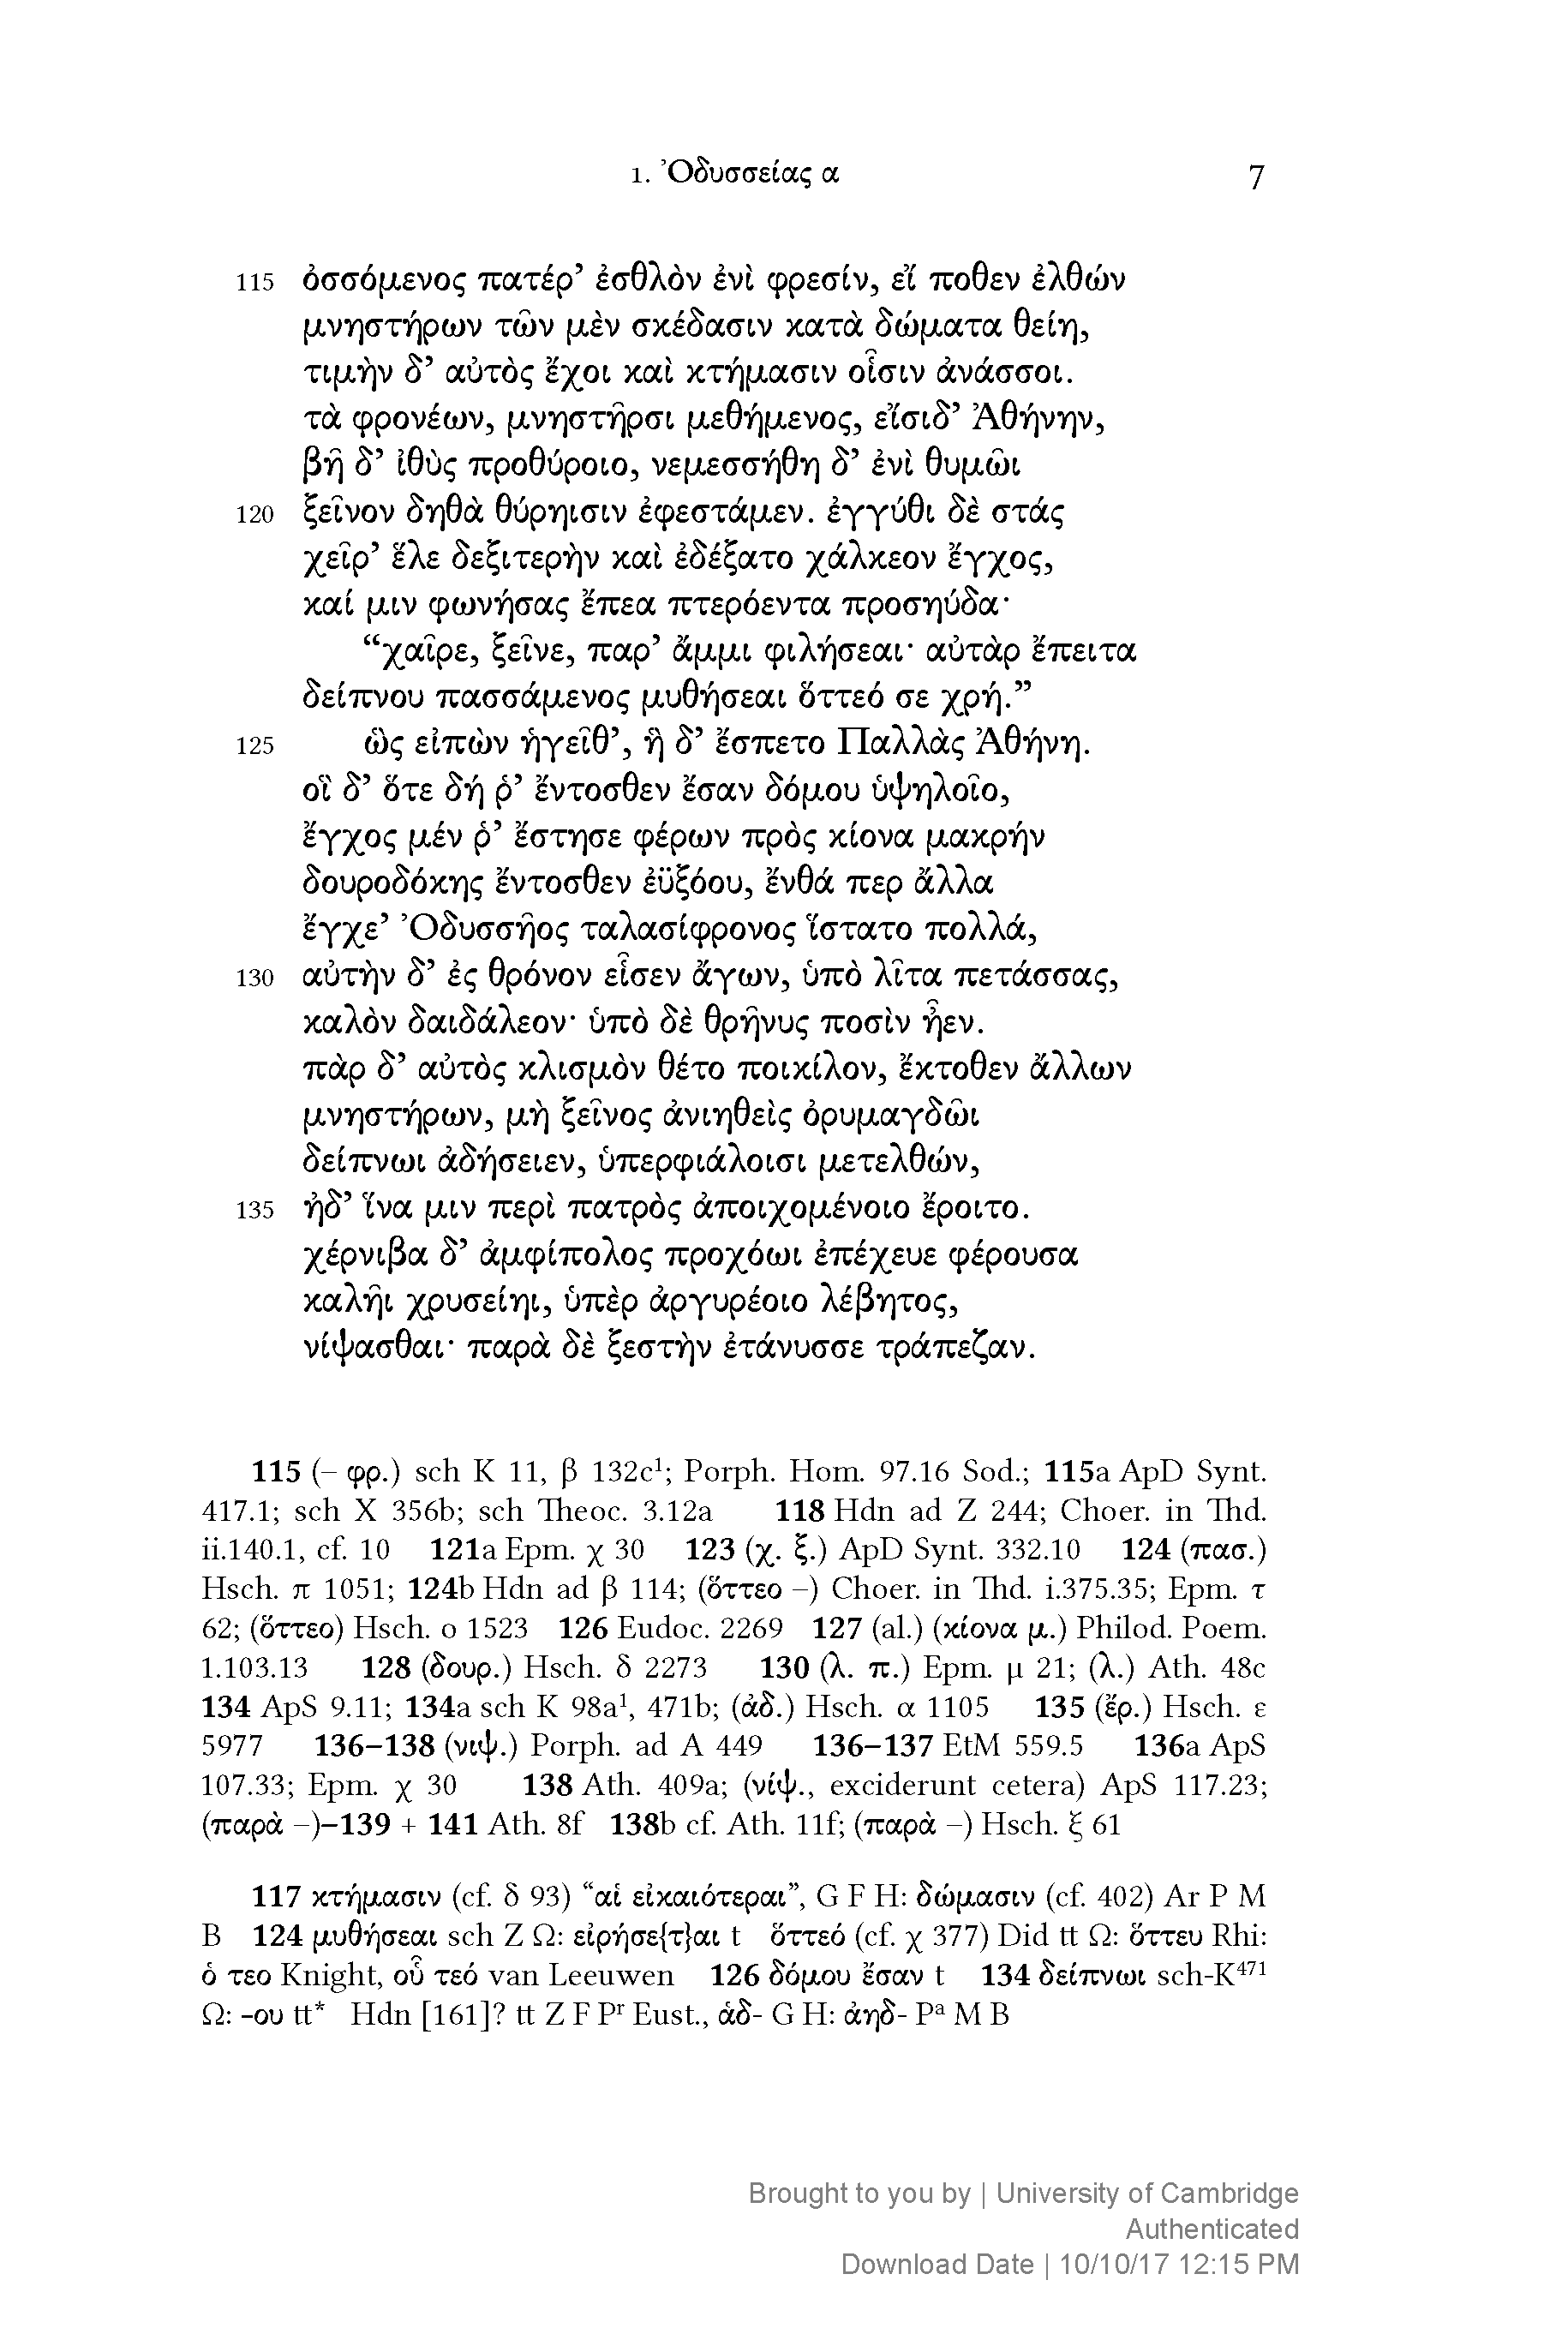 1. Ὀδυσσείας α 7
115 ὀσσόμενος πατέρ’ ἐσθλὸν ἐνὶ φρεσίν, εἴ ποθεν ἐλθών
μνηστήρων τῶν μὲν σκέδασιν κατὰ δώματα θείη,
τιμὴν δ’ αὐτὸς ἔχοι καὶ κτήμασιν οἷσιν ἀνάσσοι.
τὰ φρονέων, μνηστῆρσι μεθήμενος, εἴσιδ’ Ἀθήνην,
βῆ δ’ ἰθὺς προθύροιο, νεμεσσήθη δ’ ἐνὶ θυμῶι
120 ξεῖνον δηθὰ θύρηισιν ἐφεστάμεν. ἐγγύθι δὲ στάς
χεῖρ’ ἕλε δεξιτερὴν καὶ ἐδέξατο χάλκεον ἔγχος,
καί μιν φωνήσας ἔπεα πτερόεντα προσηύδα·
“χαῖρε, ξεῖνε, παρ’ ἄμμι φιλήσεαι· αὐτὰρ ἔπειτα
δείπνου πασσάμενος μυθήσεαι ὅττεό σε χρή.”
125 ὣς εἰπὼν ἡγεῖθ’, ἣ δ’ ἕσπετο Παλλὰς Ἀθήνη.
οἳ δ’ ὅτε δή ῥ’ ἔντοσθεν ἔσαν δόμου ὑψηλοῖο,
ἔγχος μέν ῥ’ ἔστησε φέρων πρὸς κίονα μακρήν
δουροδόκης ἔντοσθεν ἐϋξόου, ἔνθά περ ἄλλα
ἔγχε’ Ὀδυσσῆος ταλασίφρονος ἵστατο πολλά,
130 αὐτὴν δ’ ἐς θρόνον εἷσεν ἄγων, ὑπὸ λῖτα πετάσσας,
καλὸν δαιδάλεον· ὑπὸ δὲ θρῆνυς ποσὶν ἦεν.
πὰρ δ’ αὐτὸς κλισμὸν θέτο ποικίλον, ἔκτοθεν ἄλλων
μνηστήρων, μὴ ξεῖνος ἀνιηθεὶς ὀρυμαγδῶι
δείπνωι ἀδήσειεν, ὑπερφιάλοισι μετελθών,
135 ἠδ’ ἵνα μιν περὶ πατρὸς ἀποιχομένοιο ἔροιτο.
χέρνιβα δ’ ἀμφίπολος προχόωι ἐπέχευε φέρουσα
καλῆι χρυσείηι, ὑπὲρ ἀργυρέοιο λέβητος,
νίψασθαι· παρὰ δὲ ξεστὴν ἐτάνυσσε τράπεζαν.
115 (– φρ.) sch K 11, β 132c¹; Porph. Hom. 97.16 Sod.; 115a ApD Synt.
417.1; sch X 356b; sch Theoc. 3.12a 118 Hdn ad Z 244; Choer. in Thd.
ii.140.1, cf. 10 121a Epm. χ 30 123 (χ. ξ.) ApD Synt. 332.10 124 (πασ.)
Hsch. π 1051; 124b Hdn ad β 114; (ὅττεο –) Choer. in Thd. i.375.35; Epm. τ
62; (ὅττεο) Hsch. ο 1523 126 Eudoc. 2269 127 (al.) (κίονα μ.) Philod. Poem.
1.103.13 128 (δουρ.) Hsch. δ 2273 130 (λ. π.) Epm. μ 21; (λ.) Ath. 48c
134 ApS 9.11; 134a sch K 98a¹, 471b; (ἀδ.) Hsch. α 1105 135 (ἔρ.) Hsch. ε
5977 136–138 (νιψ.) Porph. ad A 449 136–137 EtM 559.5 136a ApS
107.33; Epm. χ 30 138 Ath. 409a; (νίψ., exciderunt cetera) ApS 117.23;
(παρὰ –)–139 + 141 Ath. 8f 138b cf. Ath. 11f; (παρὰ –) Hsch. ξ 61
117 κτήμασιν (cf. δ 93) “αἱ εἰκαιότεραι”, G F H: δώμασιν (cf. 402) Ar P M
B 124 μυθήσεαι sch Z Ω: εἰρήσε{τ}αι t ὅττεό (cf. χ 377) Did tt Ω: ὅττευ Rhi:
ὁ τεο Knight, οὗ τεό van Leeuwen 126 δόμου ἔσαν t 134 δείπνωι sch-K⁴⁷¹
Ω: -ου tt* Hdn [161]? tt Z F Pʳ Eust., ἁδ- G H: ἀηδ- Pᵃ M B
Brought to you by | University of Cambridge
Authenticated
Download Date | 10/10/17 12:15 PM